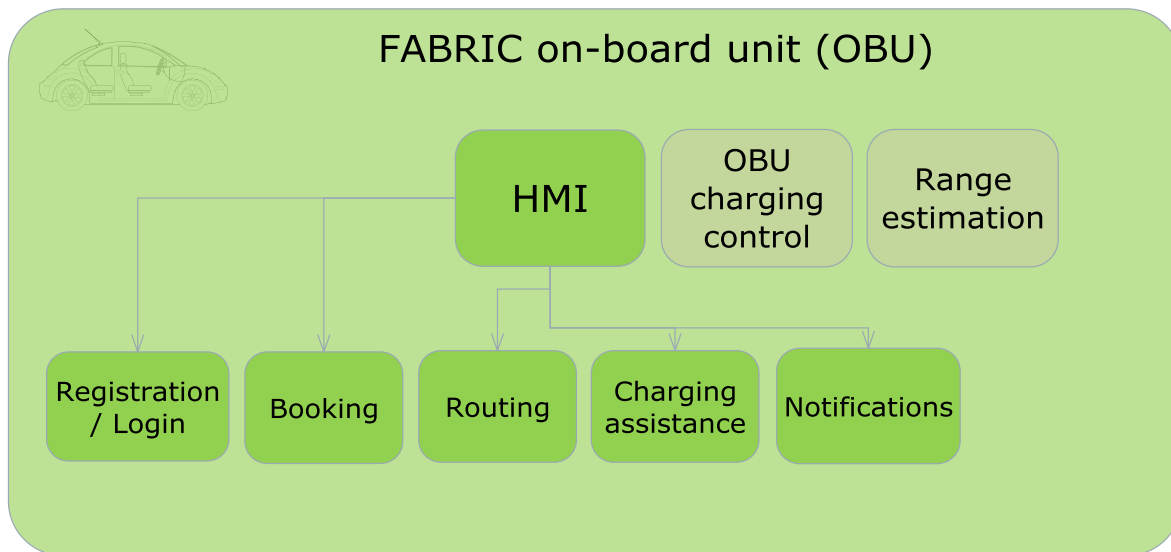 FABRIC on-board unit (OBU)
HMI
OBU
charging
control
Range
estimation
Registration
/ Login
Booking
Routing
Charging
assistance
Notifications